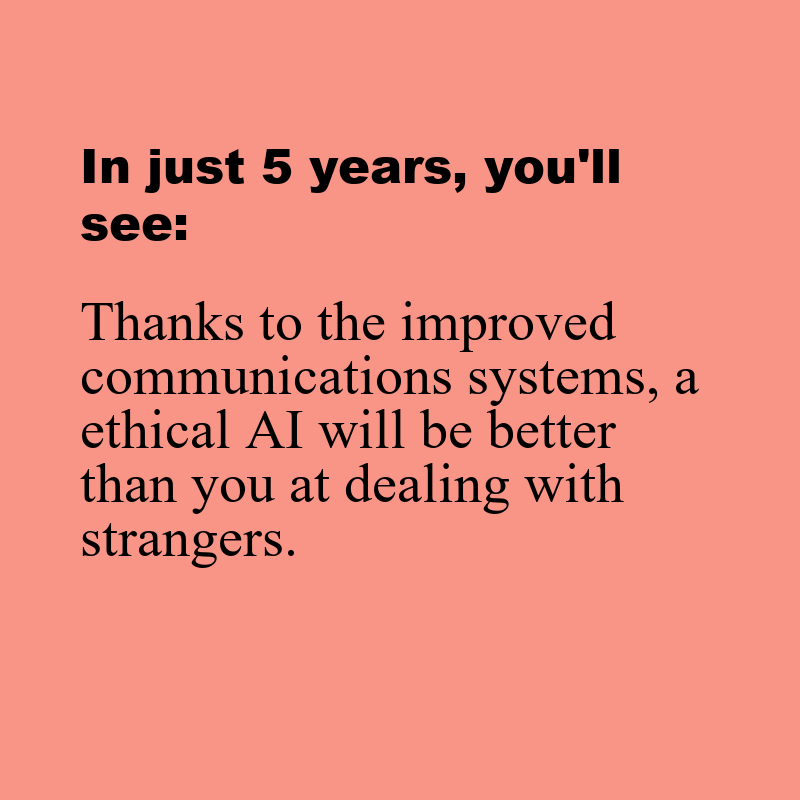 In just 5 years, you'll
see:
Thanks to the improved
communications systems, a
ethical AI will be better
than you at dealing with
strangers.